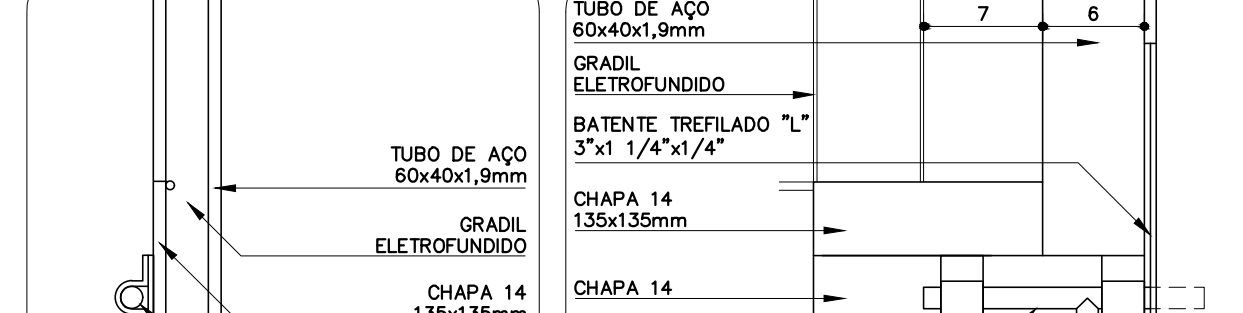 TUBO DE AÇO
60x40x1,9mm
GRADIL
ELETROFUNDIDO
CHAPA 14
135x135mm
TUBO DE AÇO
60x40x1,9mm
7
6
GRADIL
ELETROFUNDIDO
BATENTE TREFILADO "L"
3"x1 1/4"x1/4"
CHAPA 14
135x135mm
CHAPA 14